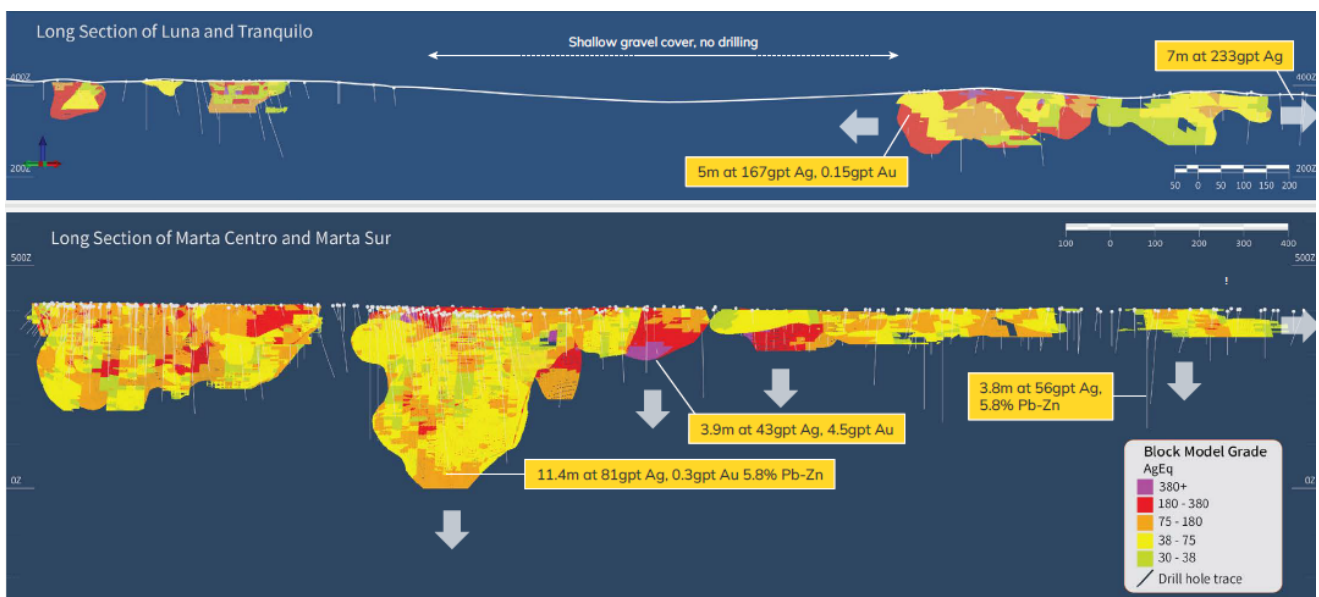 Long Section of Luna and Tranquilo
Shallow gravel cover, no drilling
7m at 233gpt Ag
400Z
400Z
5m at 167gpt Ag, 0.15gpt Au
200Z
200Z
50 0 50 100 150 200
Long Section of Marta Centro and Marta Sur
100 0 100 200 300 400
500Z
500Z
!
3.8m at 56gpt Ag,
5.8% Pb-Zn
3.9m at 43gpt Ag, 4.5gpt Au
11.4m at 81gpt Ag, 0.3gpt Au 5.8% Pb-Zn
0Z
0Z
Block Model Grade
AgEq
380+
180 - 380
75 - 180
38 - 75
30 - 38
Drill hole trace